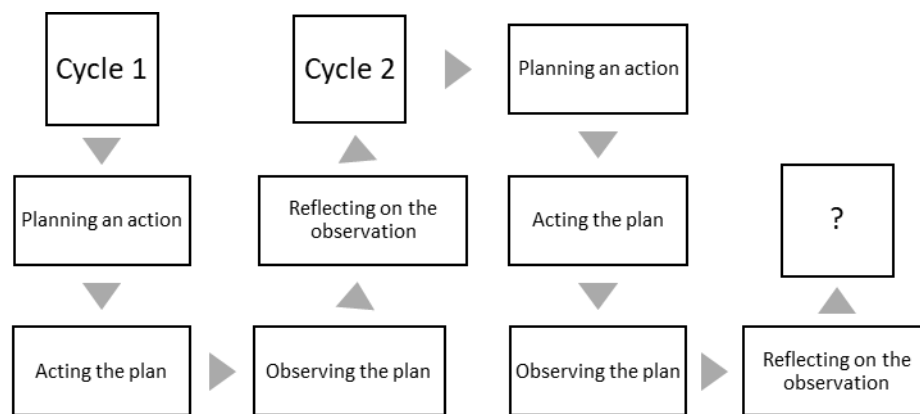 Cycle 1
Planning an action
Acting the plan
Observing the plan
Reflecting on the
observation
Cycle 2
Planning an action
Acting the plan
Observing the plan
Reflecting on the
observation
?